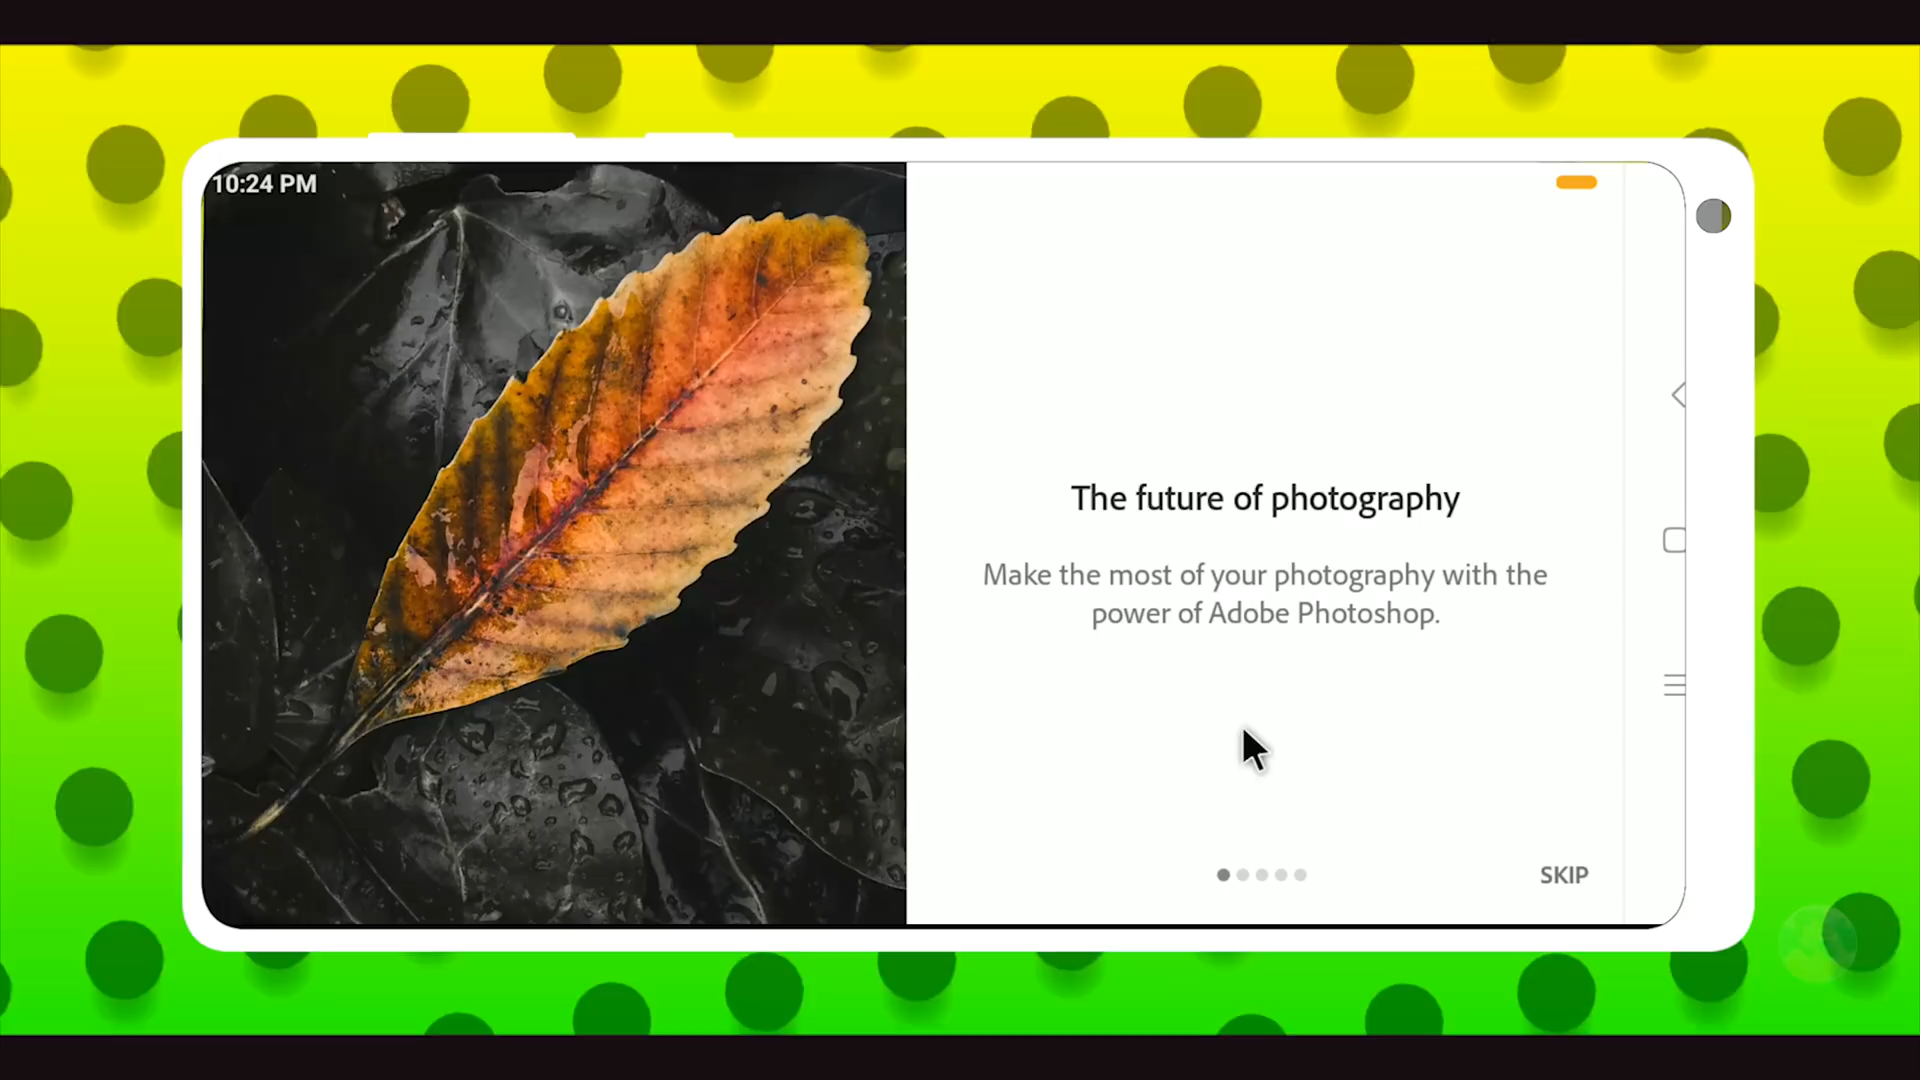 10:24 PM
The future of photography
Make the most of your photography with the
power of Adobe Photoshop.
SKIP